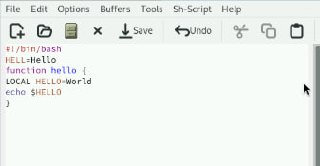 File Edit Options Buffers Tools Sh-Script Help
Save Undo
#!/bin/bash
HELL=Hello
function hello {
LOCAL HELLO=World
echo $HELLO
}